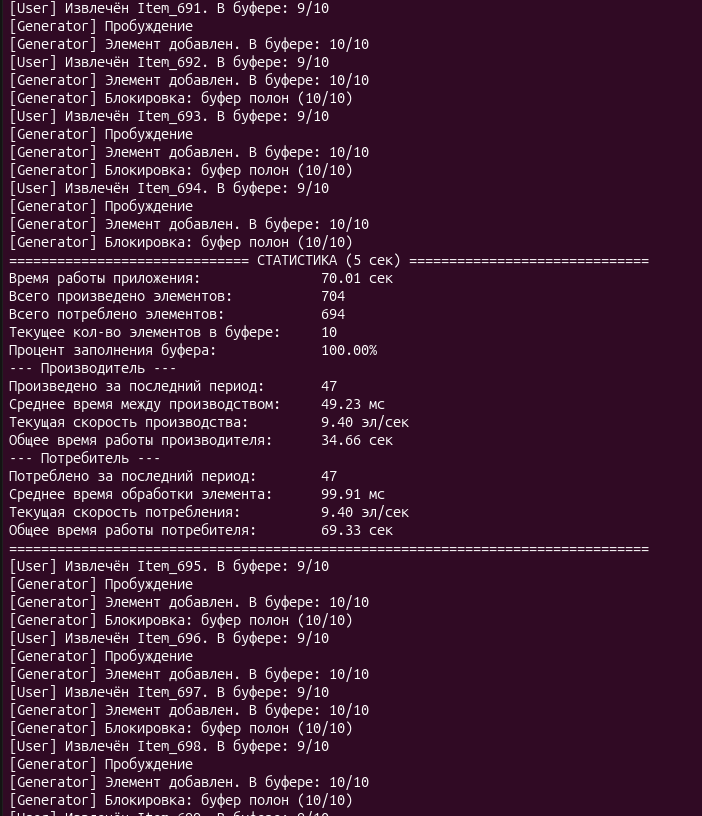 [User] Извлечён Item_691. В буфере: 9/10
[Generator] Пробуждение
[Generator] Элемент добавлен. В буфере: 10/10
[User] Извлечён Item_692. В буфере: 9/10
[Generator] Элемент добавлен. В буфере: 10/10
[Generator] Блокировка: буфер полон (10/10)
[User] Извлечён Item_693. В буфере: 9/10
[Generator] Пробуждение
[Generator] Элемент добавлен. В буфере: 10/10
[Generator] Блокировка: буфер полон (10/10)
[User] Извлечён Item_694. В буфере: 9/10
[Generator] Пробуждение
[Generator] Элемент добавлен. В буфере: 10/10
[Generator] Блокировка: буфер полон (10/10)
============================== СТАТИСТИКА (5 сек) ==============================
Время работы приложения: 70.01 сек
Всего произведено элементов: 704
Всего потреблено элементов: 694
Текущее кол-во элементов в буфере: 10
Процент заполнения буфера: 100.00%
--- Производитель ---
Произведено за последний период: 47
Среднее время между производством: 49.23 мс
Текущая скорость производства: 9.40 эл/сек
Общее время работы производителя: 34.66 сек
--- Потребитель ---
Потреблено за последний период: 47
Среднее время обработки элемента: 99.91 мс
Текущая скорость потребления: 9.40 эл/сек
Общее время работы потребителя: 69.33 сек
================================================================================
[User] Извлечён Item_695. В буфере: 9/10
[Generator] Пробуждение
[Generator] Элемент добавлен. В буфере: 10/10
[Generator] Блокировка: буфер полон (10/10)
[User] Извлечён Item_696. В буфере: 9/10
[Generator] Пробуждение
[Generator] Элемент добавлен. В буфере: 10/10
[User] Извлечён Item_697. В буфере: 9/10
[Generator] Элемент добавлен. В буфере: 10/10
[Generator] Блокировка: буфер полон (10/10)
[User] Извлечён Item_698. В буфере: 9/10
[Generator] Пробуждение
[Generator] Элемент добавлен. В буфере: 10/10
[Generator] Блокировка: буфер полон (10/10)